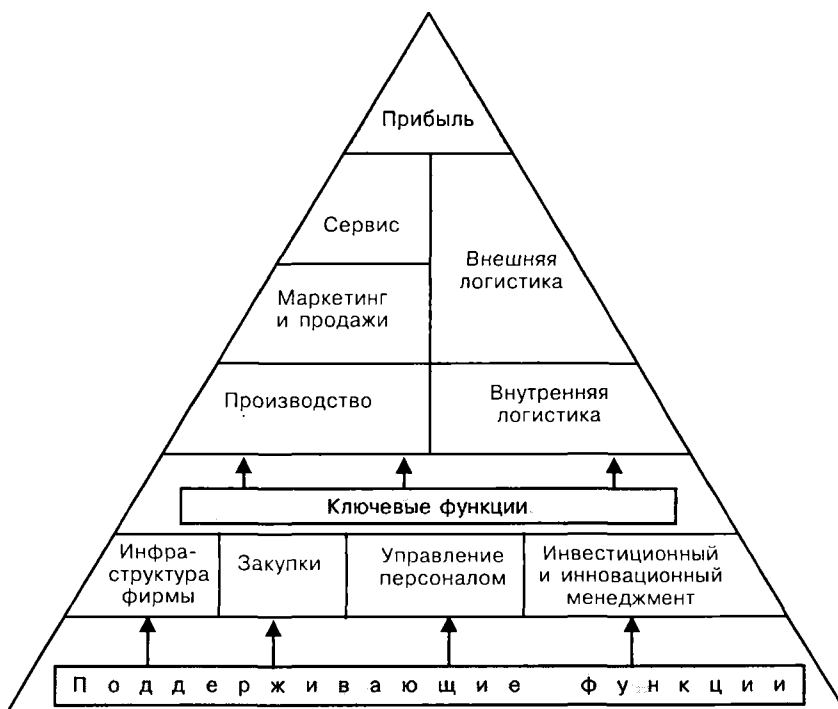 Прибыль
Сервис
Внешняя
логистика
Маркетинг
и продажи
Производство
Внутренняя
логистика
Ключевые функции
Инфра-
структура
фирмы
Закупки
Управление
персоналом
Инвестиционный
и инновационный
менеджмент
Поддерживающие функции